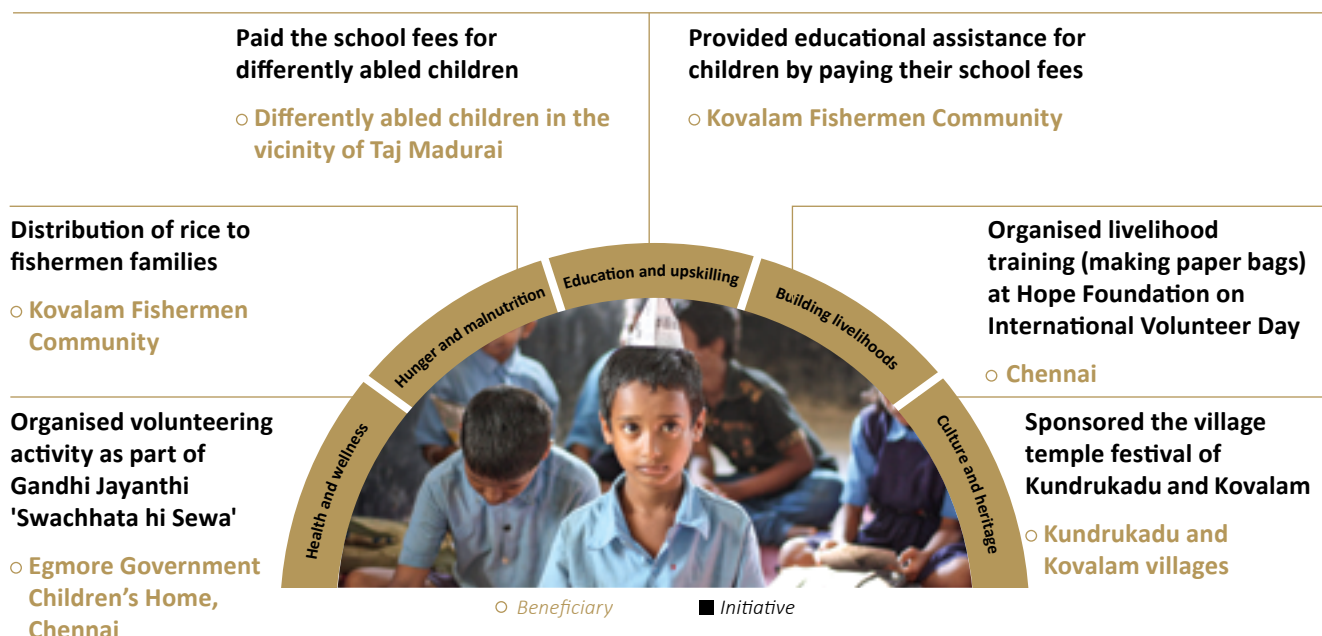 Paid the school fees for
differently abled children
Differently abled children in the
vicinity of Taj Madurai
Provided educational assistance for
children by paying their school fees
Kovalam Fishermen Community
Distribution of rice to
fishermen families
Kovalam Fishermen
Community
Organised livelihood
training (making paper bags)
at Hope Foundation on
International Volunteer Day
Chennai
Organised volunteering
activity as part of
Gandhi Jayanthi
'Swachhata hi Sewa'
Egmore Government
Children's Home,
Chennai
Sponsored the village
temple festival of
Kundrukadu and Kovalam
Kundrukadu and
Kovalam villages
Health and wellness
Hunger and malnutrition
Education and upskilling
Building livelihoods
Culture and heritage
Beneficiary
Initiative